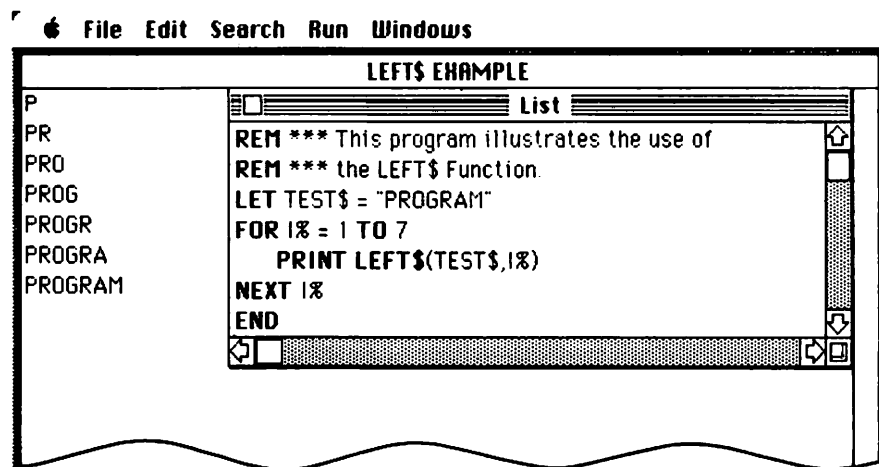 File Edit Search Run Windows
LEFT$ EXAMPLE
P
PR
PRO
PROG
PROGR
PROGRA
PROGRAM
List
REM *** This program illustrates the use of
REM *** the LEFT$ Function.
LET TEST$ = "PROGRAM"
FOR I% = 1 TO 7
PRINT LEFT$(TEST$,I%)
NEXT I%
END